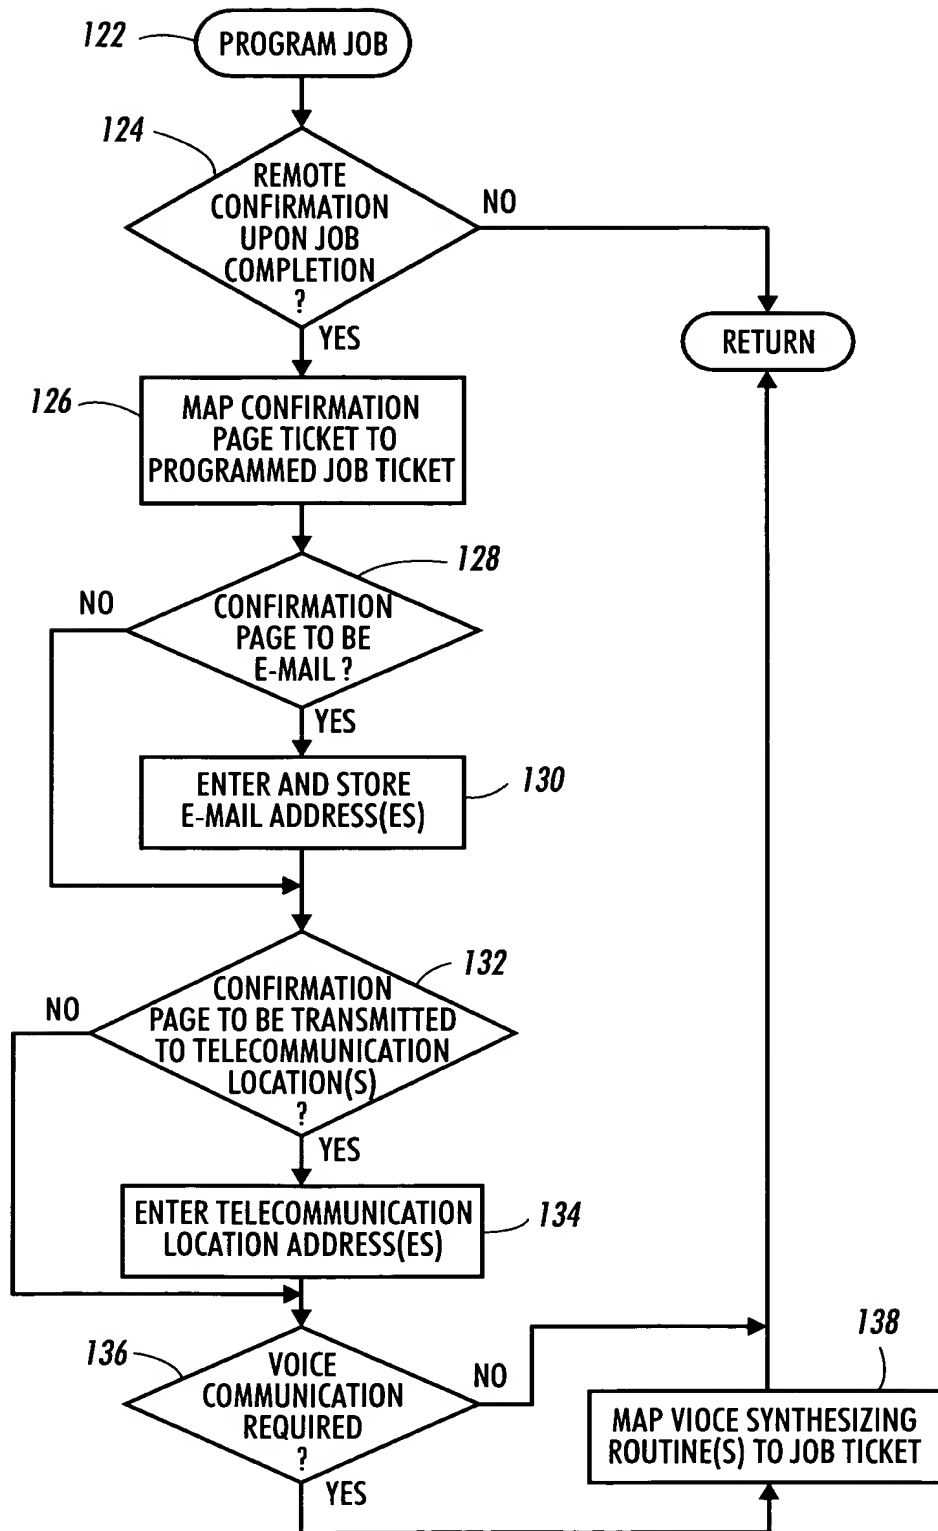 122
PROGRAM JOB
124
REMOTE
CONFIRMATION
UPON JOB
COMPLETION
?
NO
YES
RETURN
126
MAP CONFIRMATION
PAGE TICKET TO
PROGRAMMED JOB TICKET
128
NO
CONFIRMATION
PAGE TO BE
E-MAIL ?
YES
ENTER AND STORE
E-MAIL ADDRESS(ES)
130
132
NO
CONFIRMATION
PAGE TO BE TRANSMITTED
TO TELECOMMUNICATION
LOCATION(S)
?
YES
ENTER TELECOMMUNICATION
LOCATION ADDRESS(ES)
134
136
VOICE
COMMUNICATION
REQUIRED
?
NO
YES
138
MAP VIOCE SYNTHESIZING
ROUTINE(S) TO JOB TICKET